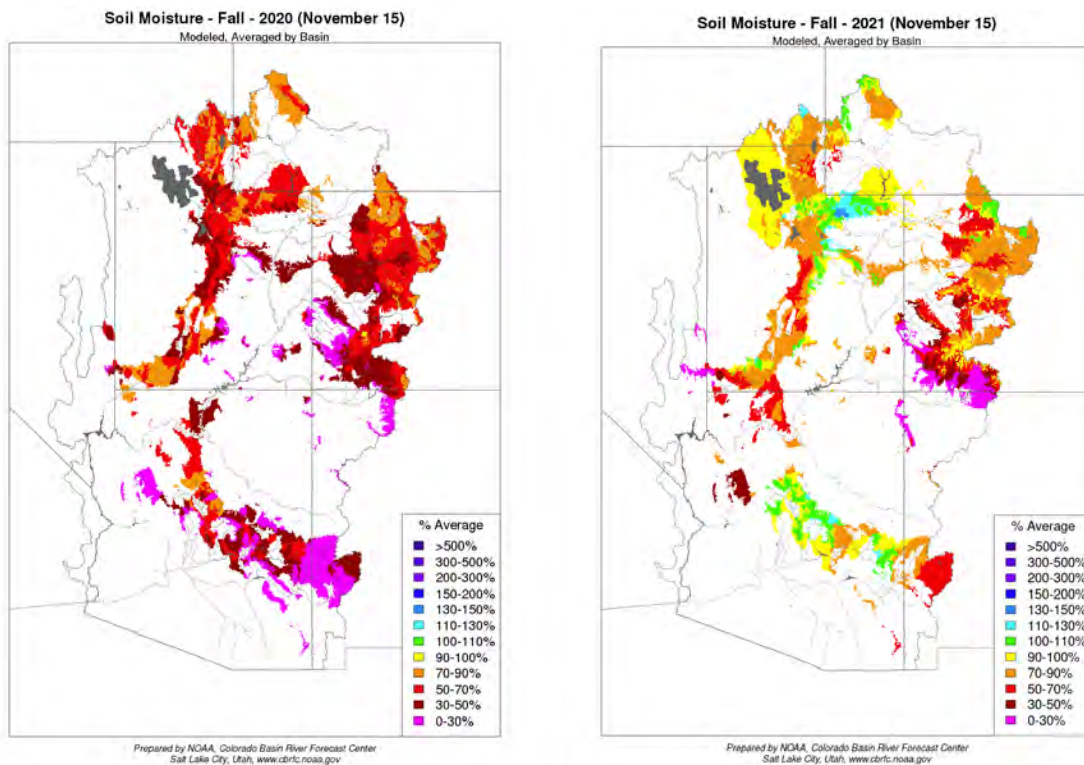 Soil Moisture - Fall - 2020 (November 15)
Modeled, Averaged by Basin
% Average
>500%
300-500%
200-300%
150-200%
130-150%
110-130%
100-110%
90-100%
70-90%
50-70%
30-50%
0-30%
Prepared by NOAA, Colorado Basin River Forecast Center
Salt Lake City, Utah, www.cbrfc.noaa.gov
Soil Moisture - Fall - 2021 (November 15)
Modeled, Averaged by Basin
% Average
>500%
300-500%
200-300%
150-200%
130-150%
110-130%
100-110%
90-100%
70-90%
50-70%
30-50%
0-30%
Prepared by NOAA, Colorado Basin River Forecast Center
Salt Lake City, Utah, www.cbrfc.noaa.gov